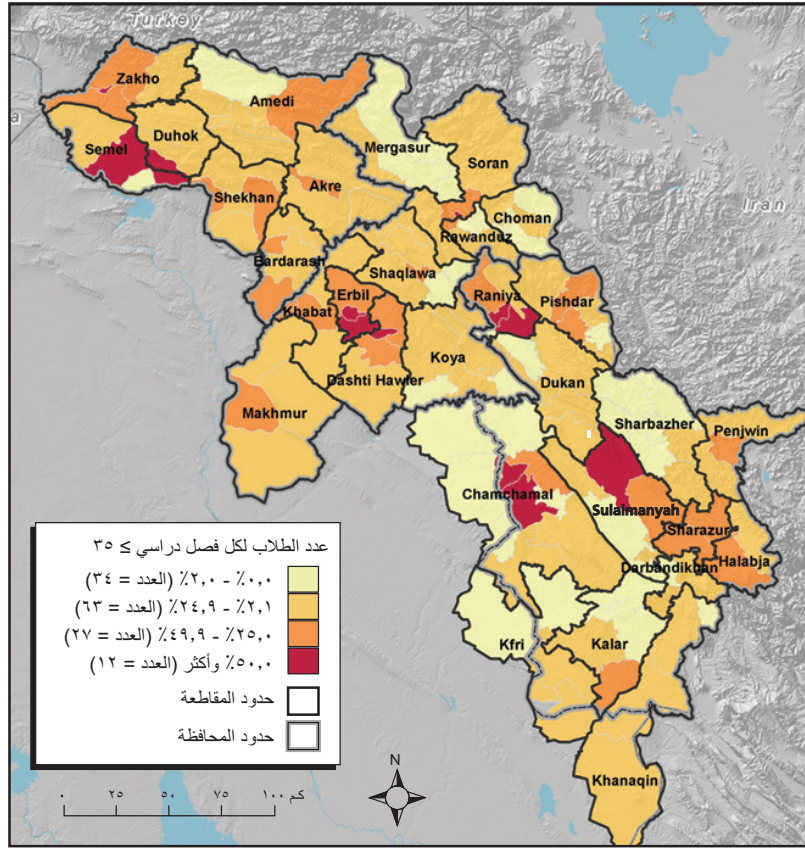 Turkey
Zakho
Amedi
Duhok
Semel
Mergasur
Soran
Iran
Shekhan
Akre
Choman
Rawanduz
Bardarash
Shaqlawa
Erbil
Raniya
Pishdar
Khabat
Koya
Dashti Hawler
Dukan
Makhmur
Sharbazher
Penjwin
Chamchamal
Sulaimanyah
Sharazur
Halabja
Darbandikhan
Kfri
Kalar
Khanaqin
عدد الطلاب لكل فصل دراسي ≥ ٣٥
٠,٠٪ - ٢,٠٪ (العدد = ٣٤)
٢,١٪ - ٢٤,٩٪ (العدد = ٦٣)
٢٥,٠٪ - ٤٩,٩٪ (العدد = ٢٧)
٥٠,٠٪ وأكثر (العدد = ١٢)
حدود المقاطعة
حدود المحافظة
٠ ٢٥ ٥٠ ٧٥ ١٠٠ كم
N